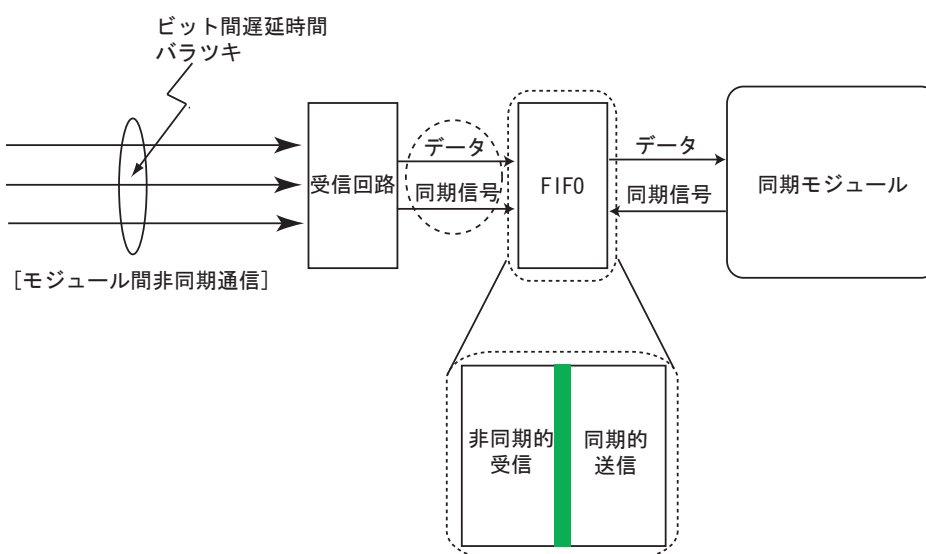 ビット間遅延時間
バラツキ
受信回路
データ
同期信号
FIFO
データ
同期信号
同期モジュール
[モジュール間非同期通信]
非同期的
受信
同期的
送信